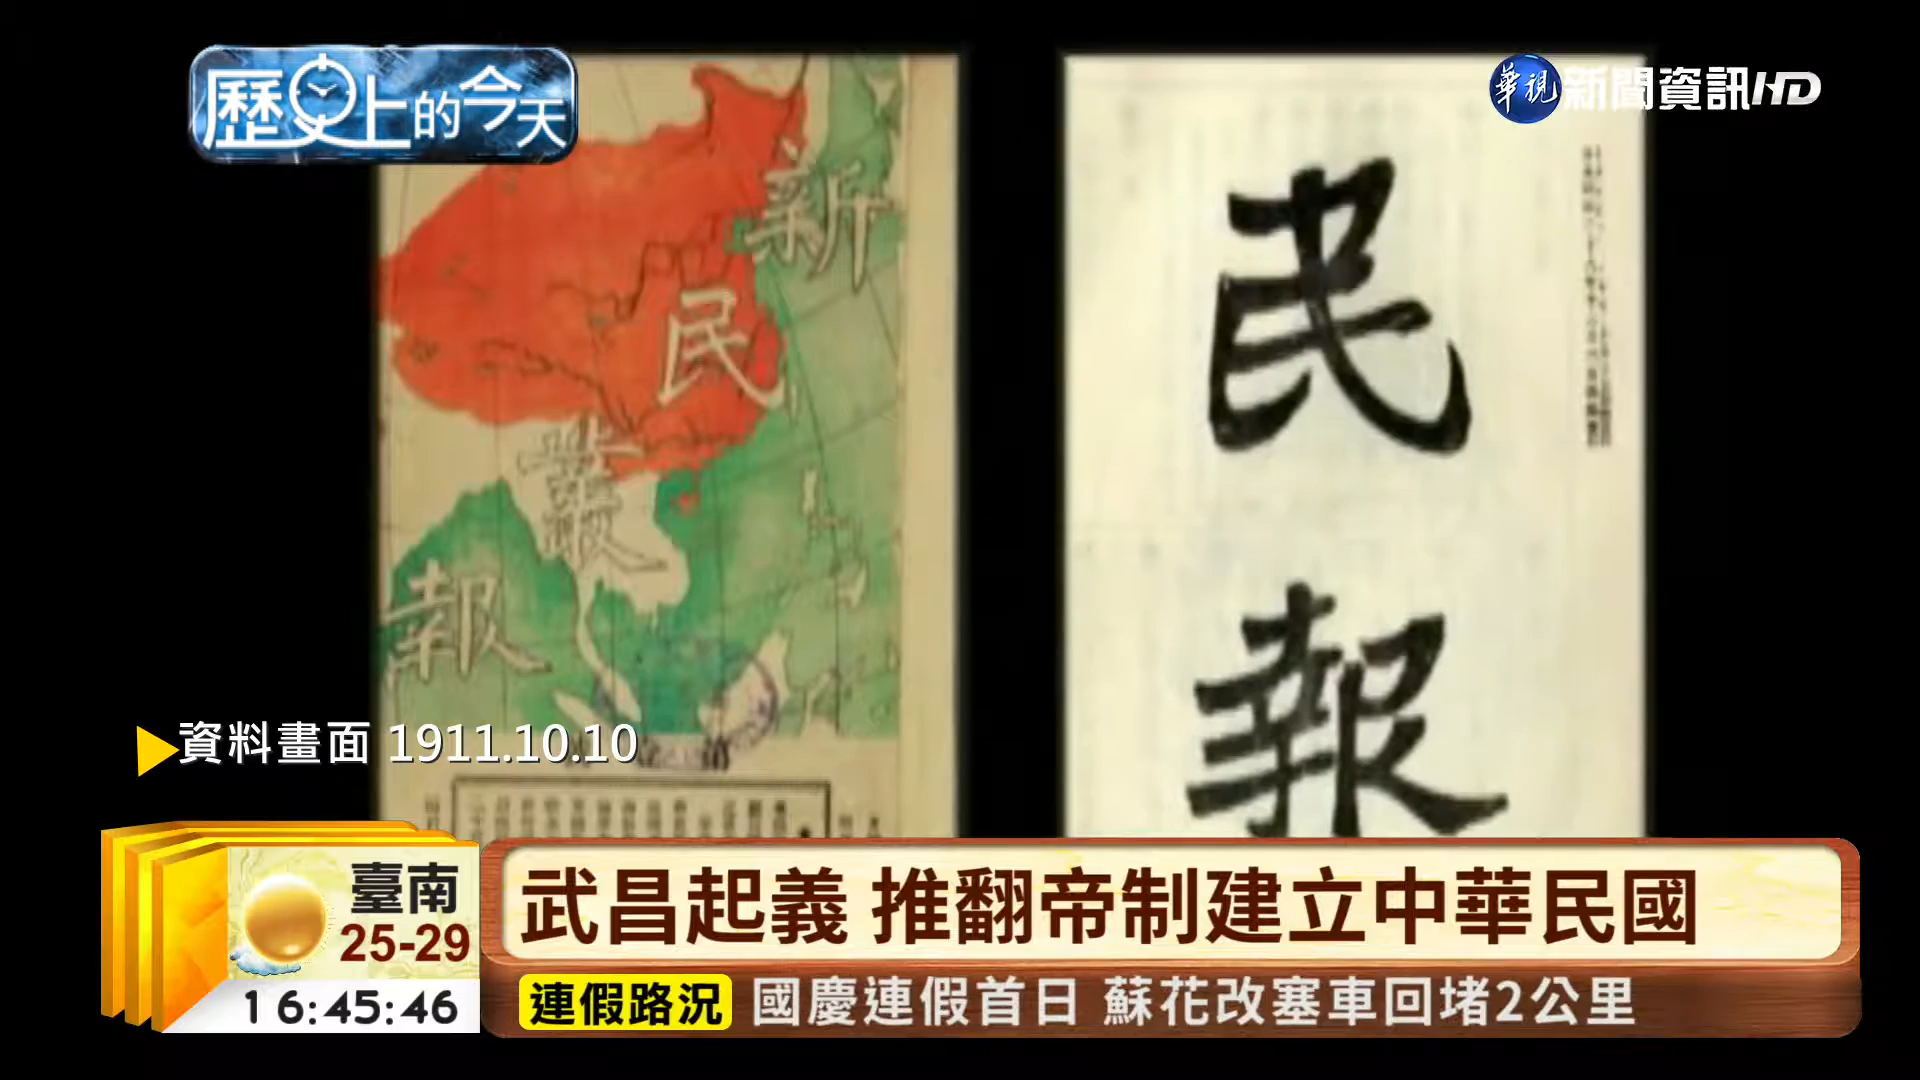 歷史上的今天
華視 新聞資訊HD
新民叢報
民報
資料畫面 1911.10.10
臺南
25-29
16:45:46
武昌起義 推翻帝制建立中華民國
連假路況 國慶連假首日 蘇花改塞車回堵2公里